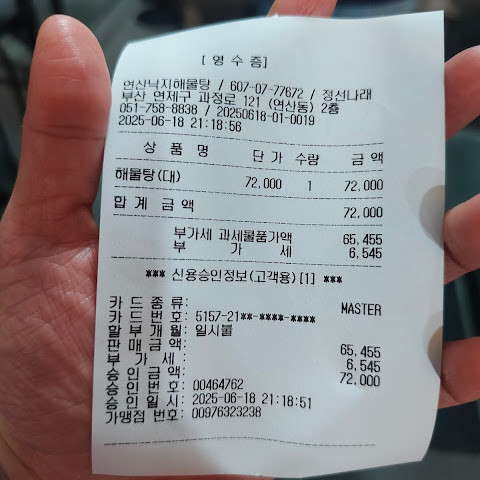 [ 영 수 증]
연산낙지해물탕 / 607-07-77672 / 정선나래
부산 연제구 과정로 121 (연산동) 2층
051-758-8838 / 20250618-01-0019
2025-06-18 21:18:56
상 품 명 단 가 수량 금 액
해물탕(대) 72,000 1 72,000
합 계 금 액 72,000
부가세 과세물품가액 65,455
부 가 세 6,545
*** 신용승인정보(고객용)[1] ***
카 드 종 류: MASTER
카 드 번 호: 5157-21**-****-****
할 부 개 월: 일시불
판 매 금 액: 65,455
부 가 세 : 6,545
승 인 금 액: 72,000
승 인 번 호: 00464762
승 인 일 시: 2025-06-18 21:18:51
가맹점 번호: 00976323238